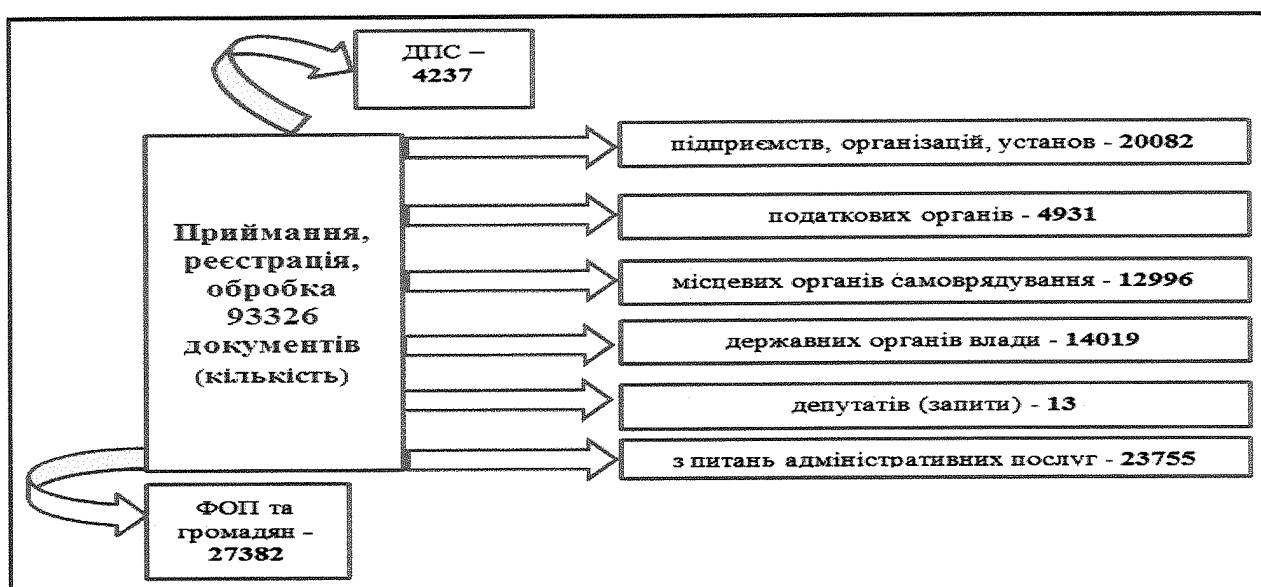 ДПС –
4237
Приймання,
реєстрація,
обробка
93326
документів
(кількість)
підприємств, організацій, установ - 20082
податкових органів - 4931
місцевих органів самоврядування - 12996
державних органів влади - 14019
депутатів (запити) - 13
з питань адміністративних послуг - 23755
ФОП та
громадян -
27382